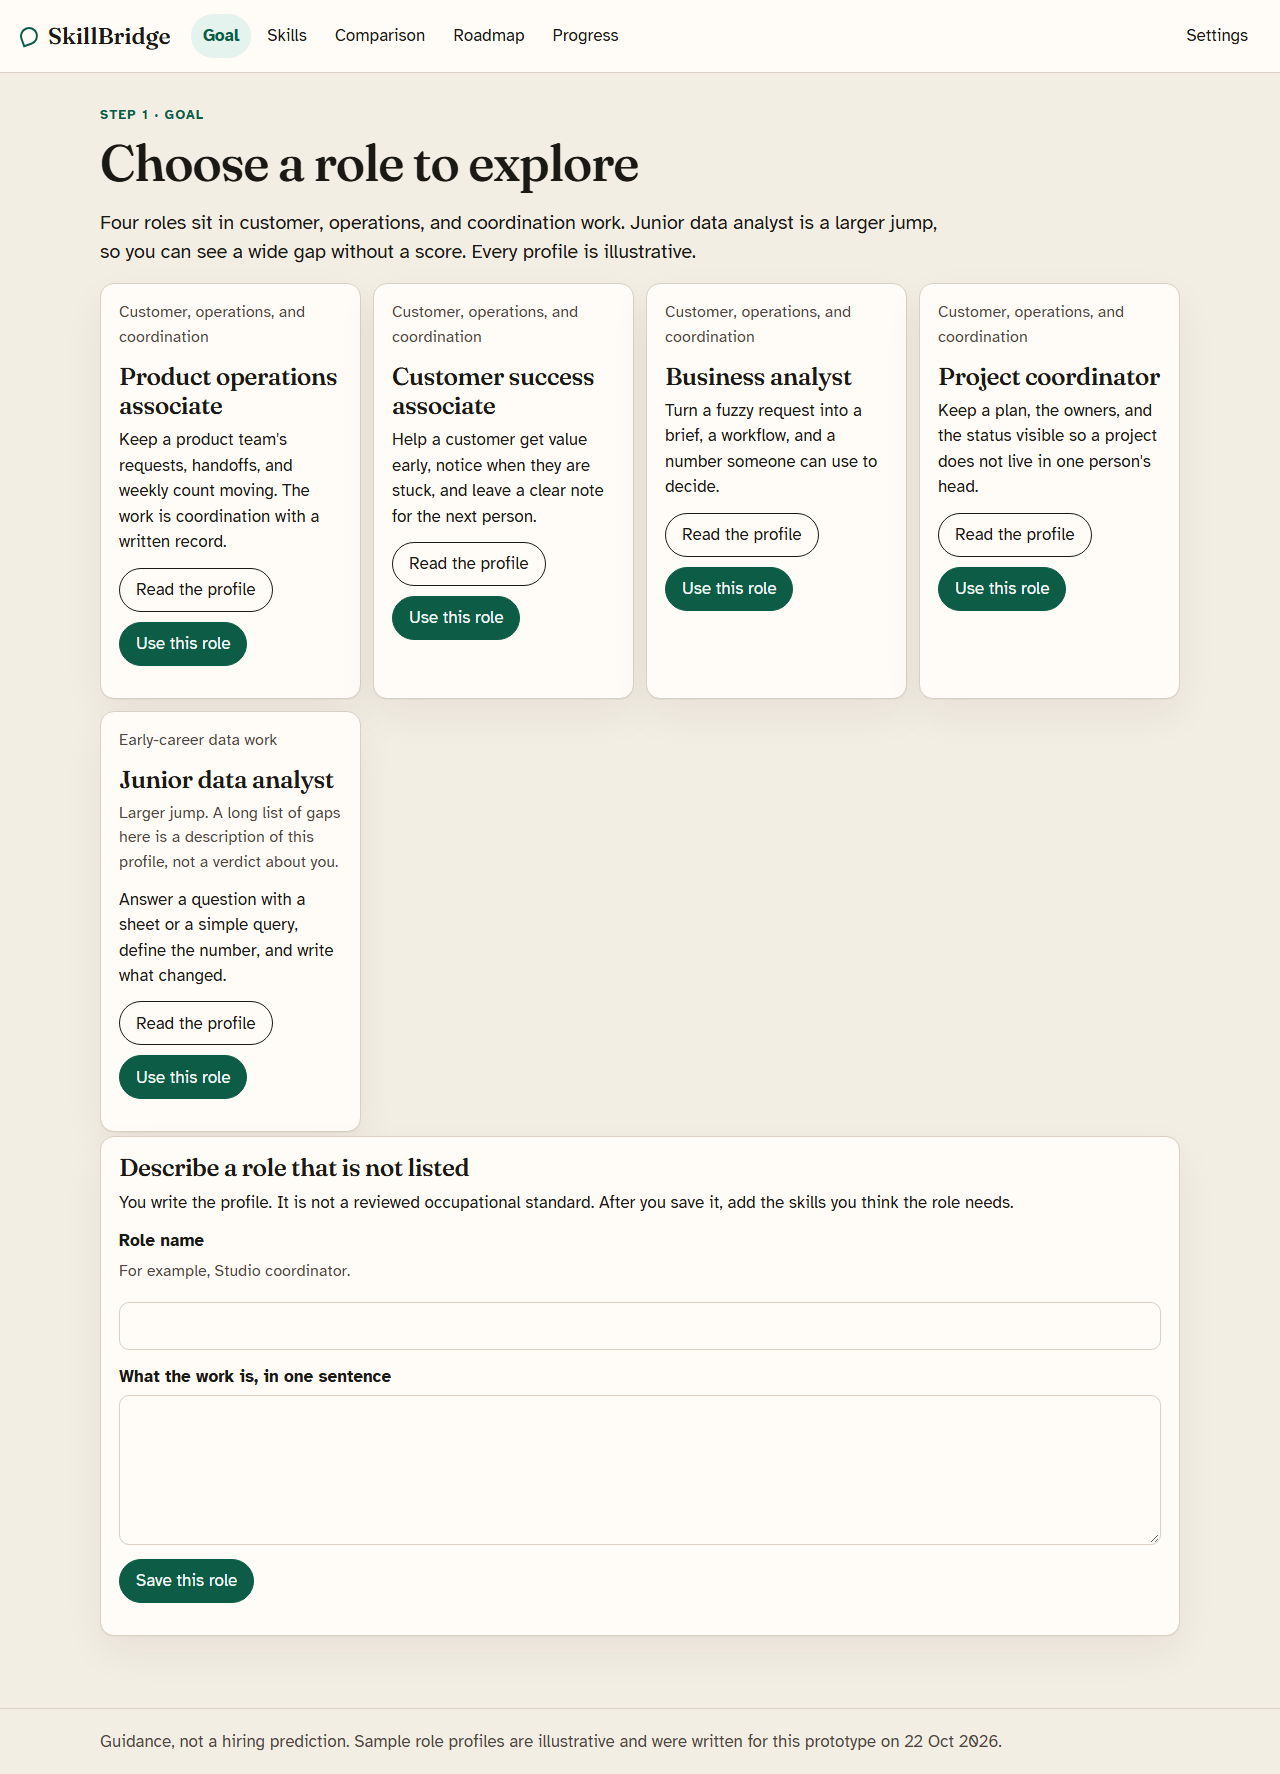 SkillBridge
Goal
Skills
Comparison
Roadmap
Progress
Settings
STEP 1 · GOAL
Choose a role to explore
Four roles sit in customer, operations, and coordination work. Junior data analyst is a larger jump,
so you can see a wide gap without a score. Every profile is illustrative.
Customer, operations, and
coordination
Product operations
associate
Keep a product team's
requests, handoffs, and
weekly count moving. The
work is coordination with a
written record.
Read the profile
Use this role
Customer, operations, and
coordination
Customer success
associate
Help a customer get value
early, notice when they are
stuck, and leave a clear note
for the next person.
Read the profile
Use this role
Customer, operations, and
coordination
Business analyst
Turn a fuzzy request into a
brief, a workflow, and a
number someone can use to
decide.
Read the profile
Use this role
Customer, operations, and
coordination
Project coordinator
Keep a plan, the owners, and
the status visible so a project
does not live in one person's
head.
Read the profile
Use this role
Early-career data work
Junior data analyst
Larger jump. A long list of gaps
here is a description of this
profile, not a verdict about you.
Answer a question with a
sheet or a simple query,
define the number, and write
what changed.
Read the profile
Use this role
Describe a role that is not listed
You write the profile. It is not a reviewed occupational standard. After you save it, add the skills you think the role needs.
Role name
For example, Studio coordinator.
What the work is, in one sentence
Save this role
Guidance, not a hiring prediction. Sample role profiles are illustrative and were written for this prototype on 22 Oct 2026.